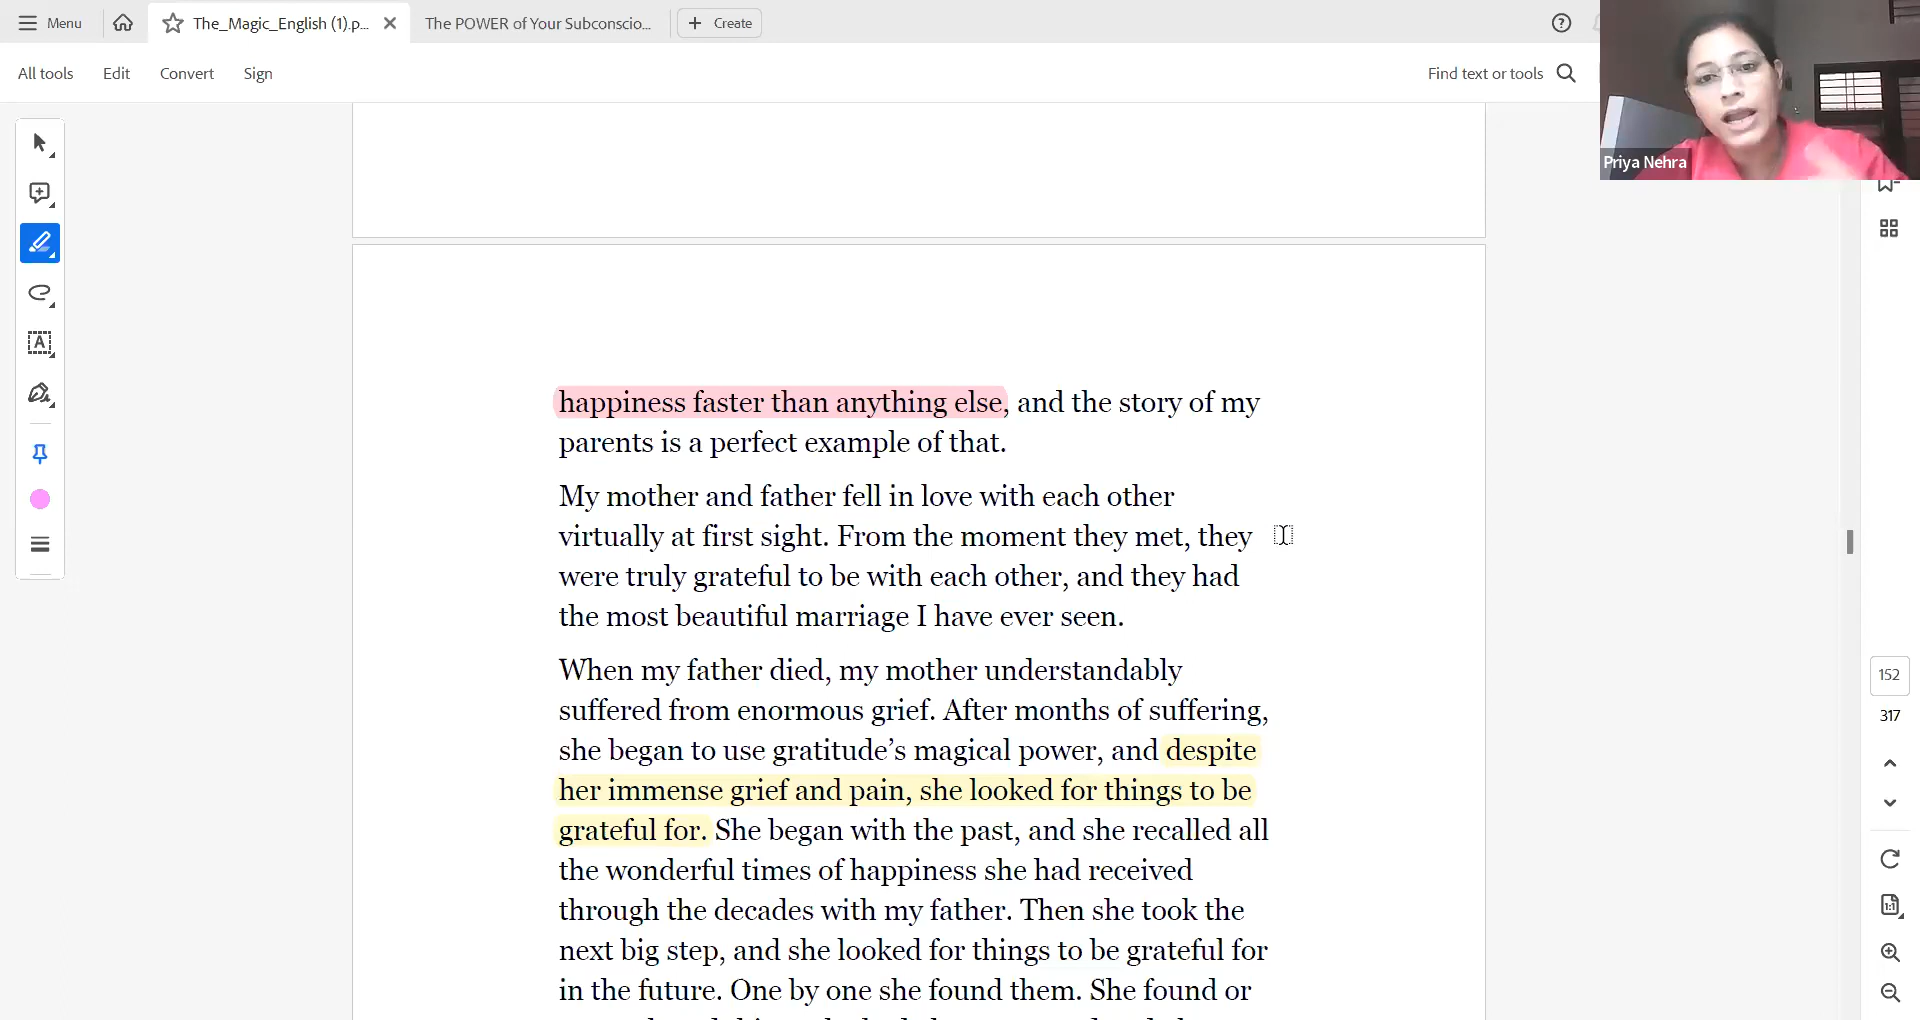 Menu
The_Magic_English (1).p...
The POWER of Your Subconscio...
Create
All tools
Edit
Convert
Sign
Find text or tools
Priya Nehra
happiness faster than anything else, and the story of my
parents is a perfect example of that.
My mother and father fell in love with each other
virtually at first sight. From the moment they met, they
were truly grateful to be with each other, and they had
the most beautiful marriage I have ever seen.
When my father died, my mother understandably
suffered from enormous grief. After months of suffering,
she began to use gratitude’s magical power, and despite
her immense grief and pain, she looked for things to be
grateful for. She began with the past, and she recalled all
the wonderful times of happiness she had received
through the decades with my father. Then she took the
next big step, and she looked for things to be grateful for
in the future. One by one she found them. She found or
152
317